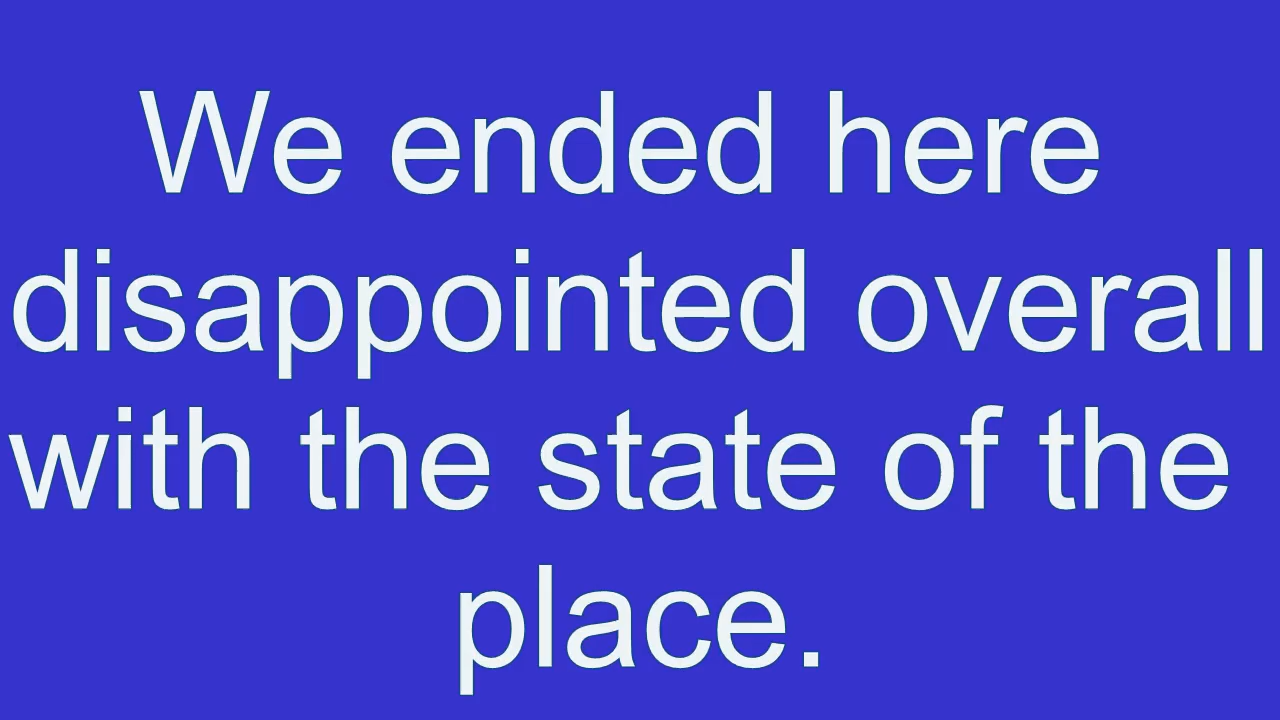 We ended here
disappointed overall
with the state of the
place.